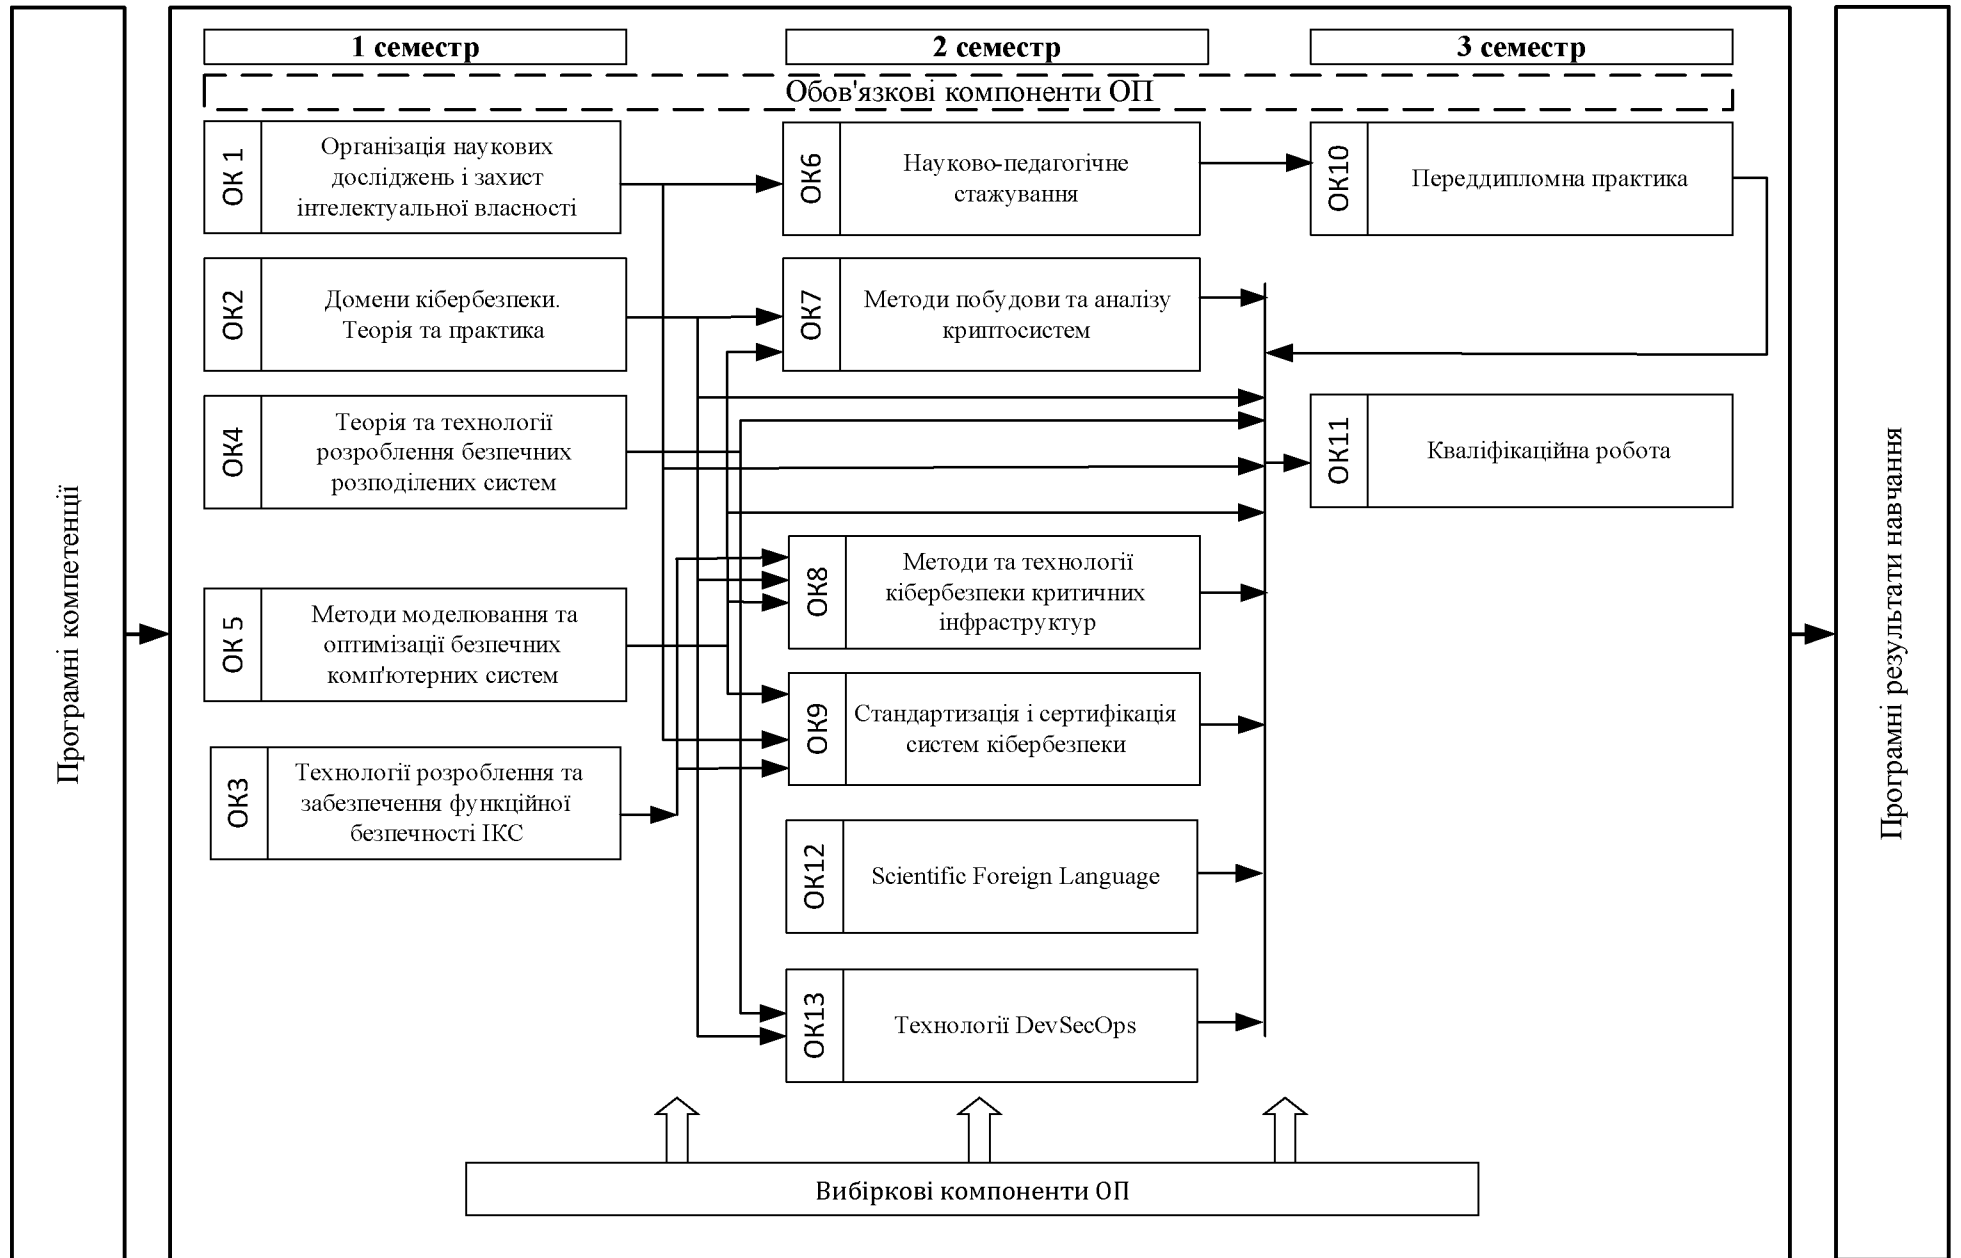 Програмні компетенції
1 семестр
2 семестр
3 семестр
Обов'язкові компоненти ОП
ОК 1
Організація наукових
досліджень і захист
інтелектуальної власності
ОК2
Домени кібербезпеки.
Теорія та практика
ОК4
Теорія та технології
розроблення безпечних
розподілених систем
ОК 5
Методи моделювання та
оптимізації безпечних
комп'ютерних систем
ОК3
Технології розроблення та
забезпечення функційної
безпечності ІКС
ОК6
Науково-педагогічне
стажування
ОК7
Методи побудови та аналізу
криптосистем
ОК8
Методи та технології
кібербезпеки критичних
інфраструктур
ОК9
Стандартизація і сертифікація
систем кібербезпеки
ОК12
Scientific Foreign Language
ОК13
Технології DevSecOps
ОК10
Переддипломна практика
ОК11
Кваліфікаційна робота
Вибіркові компоненти ОП
Програмні результати навчання